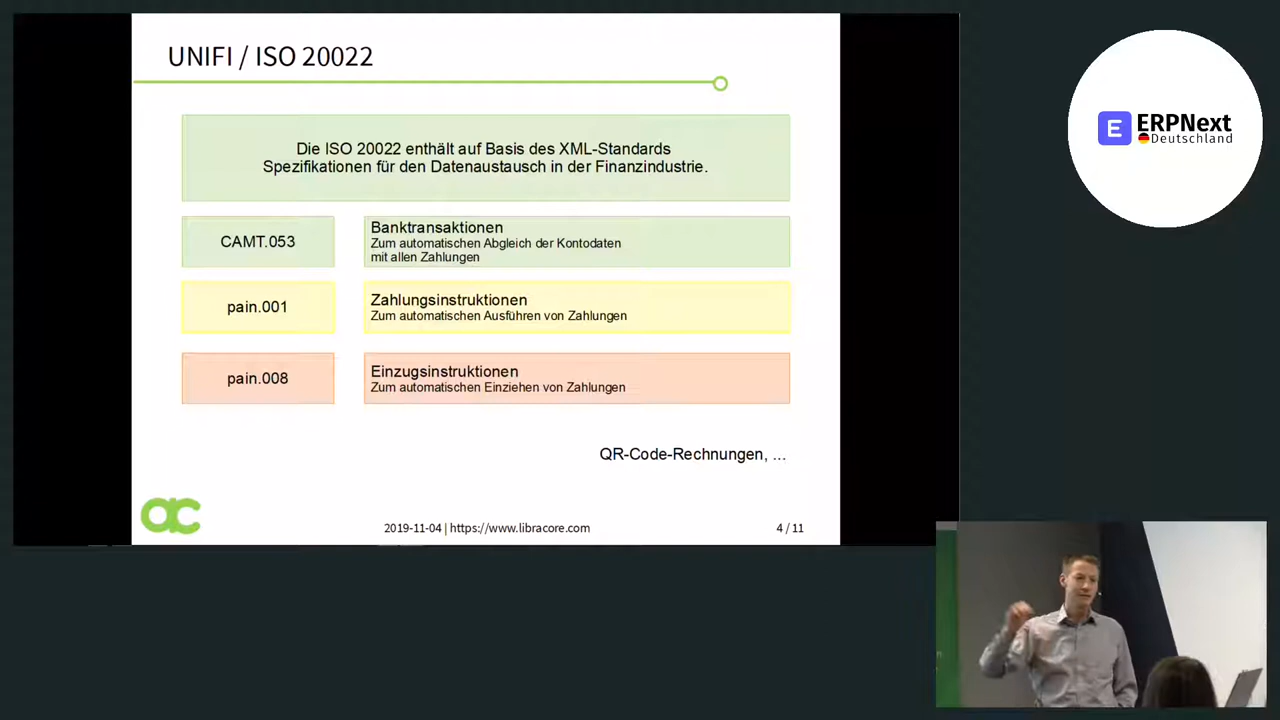 UNIFI / ISO 20022
Die ISO 20022 enthält auf Basis des XML-Standards
Spezifikationen für den Datenaustausch in der Finanzindustrie.
CAMT.053
Banktransaktionen
Zum automatischen Abgleich der Kontodaten
mit allen Zahlungen
pain.001
Zahlungsinstruktionen
Zum automatischen Ausführen von Zahlungen
pain.008
Einzugsinstruktionen
Zum automatischen Einziehen von Zahlungen
QR-Code-Rechnungen, ...
2019-11-04 | https://www.libracore.com
4 / 11
E ERPNext
Deutschland